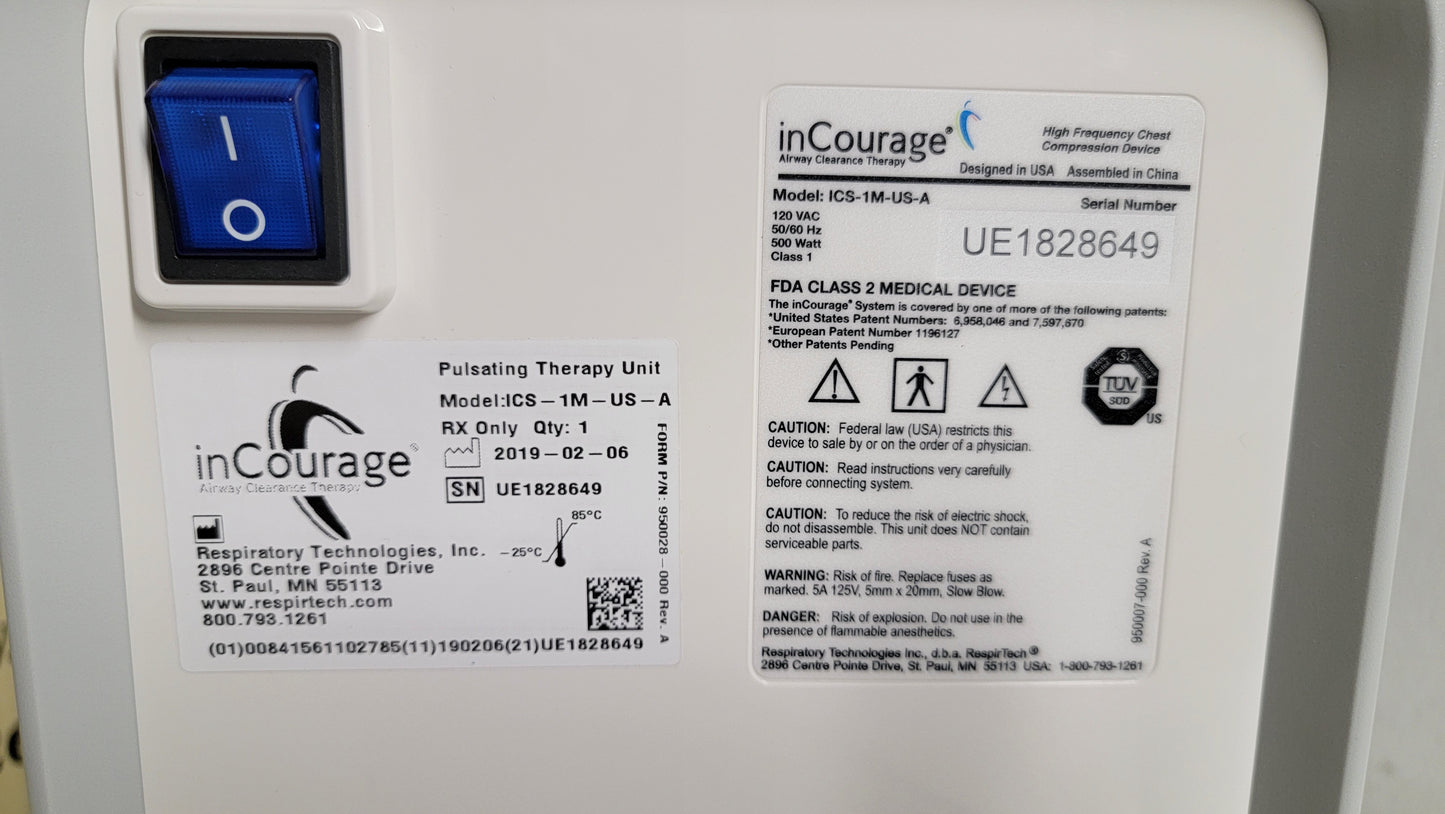 I
O
inCourage®
Airway Clearance Therapy
Pulsating Therapy Unit
Model:ICS-1M-US-A
RX Only Qty: 1
2019-02-06
SN UE1828649
85°C
-25°C
Respiratory Technologies, Inc.
2896 Centre Pointe Drive
St. Paul, MN 55113
www.respirtech.com
800.793.1261
(01)00841561102785(11)190206(21)UE1828649
FORM P/N: 950028-000 Rev. A
inCourage®
Airway Clearance Therapy
High Frequency Chest
Compression Device
Designed in USA Assembled in China
Model: ICS-1M-US-A
Serial Number
120 VAC
50/60 Hz
500 Watt
Class 1
UE1828649
FDA CLASS 2 MEDICAL DEVICE
The inCourage® System is covered by one of more of the following patents:
*United States Patent Numbers: 6,958,046 and 7,597,670
*European Patent Number 1196127
*Other Patents Pending
TUV
SUD
US
CAUTION: Federal law (USA) restricts this
device to sale by or on the order of a physician.
CAUTION: Read instructions very carefully
before connecting system.
CAUTION: To reduce the risk of electric shock,
do not disassemble. This unit does NOT contain
serviceable parts.
WARNING: Risk of fire. Replace fuses as
marked. 5A 125V, 5mm x 20mm, Slow Blow.
DANGER: Risk of explosion. Do not use in the
presence of flammable anesthetics.
Respiratory Technologies Inc., d.b.a. RespirTech®
2896 Centre Pointe Drive, St. Paul, MN 55113 USA: 1-800-793-1261
950007-000 Rev. A